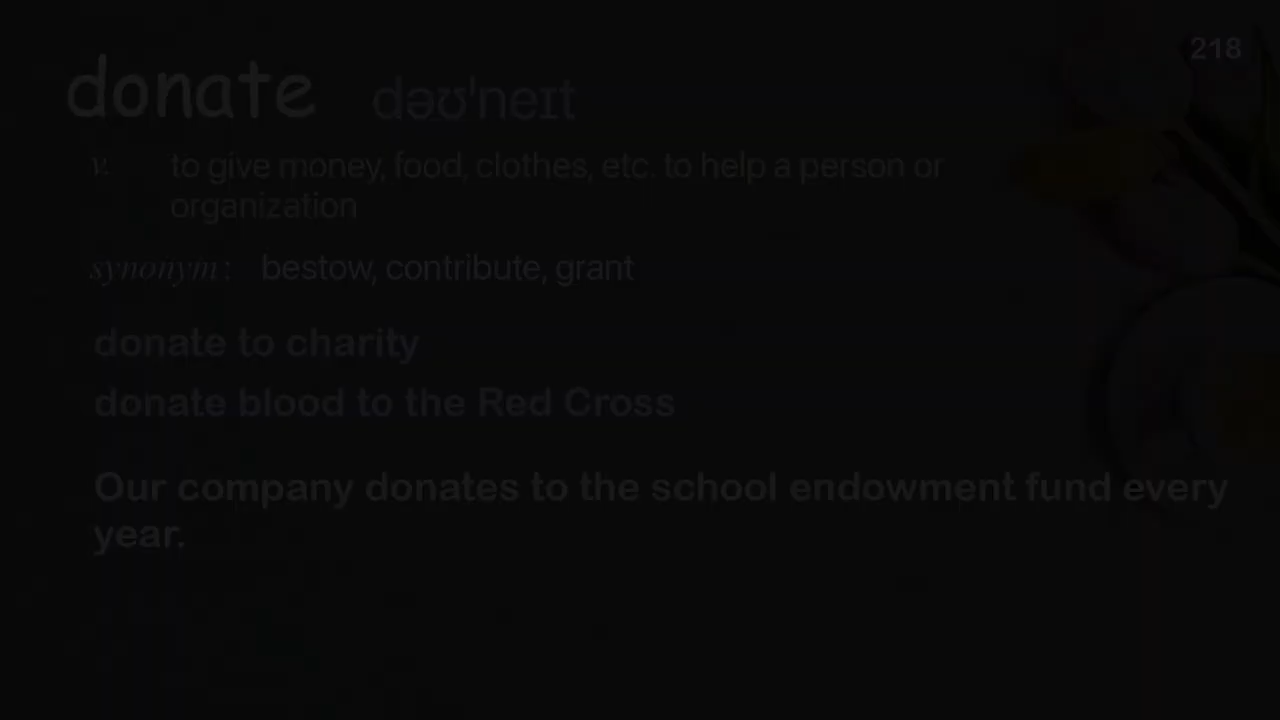 218
donate dəʊˈneɪt
v. to give money, food, clothes, etc. to help a person or
organization
synonym: bestow, contribute, grant
donate to charity
donate blood to the Red Cross
Our company donates to the school endowment fund every
year.